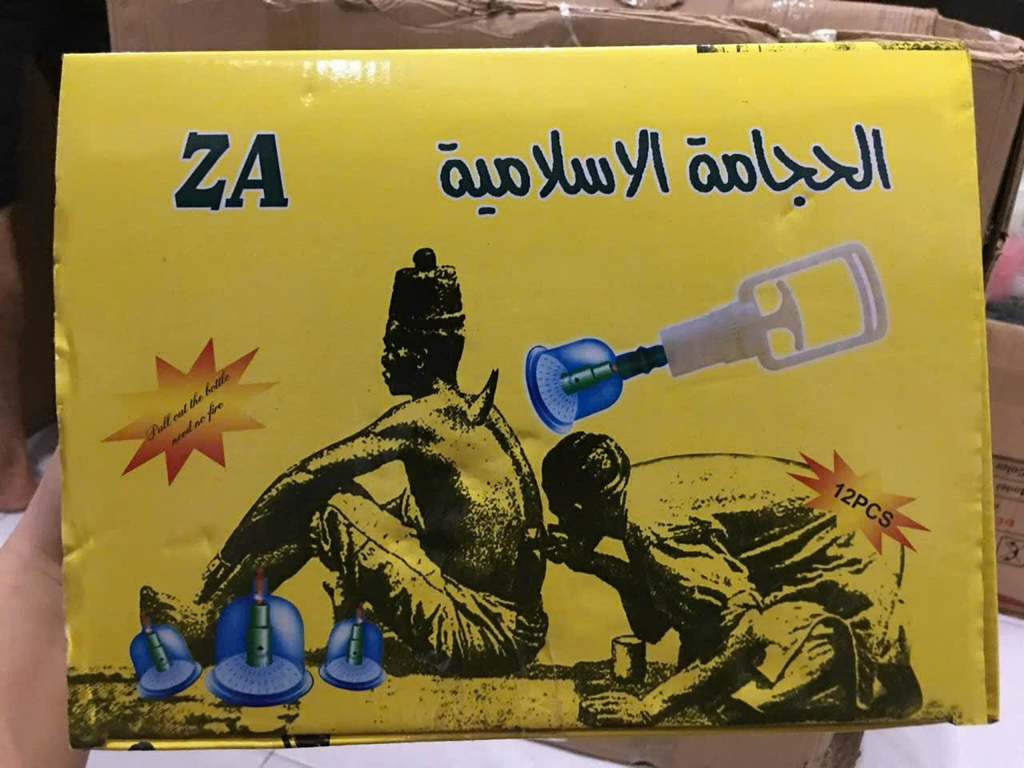 ZA
الحجامة الاسلامية
Pull out the bottle
need no fire
12PCS